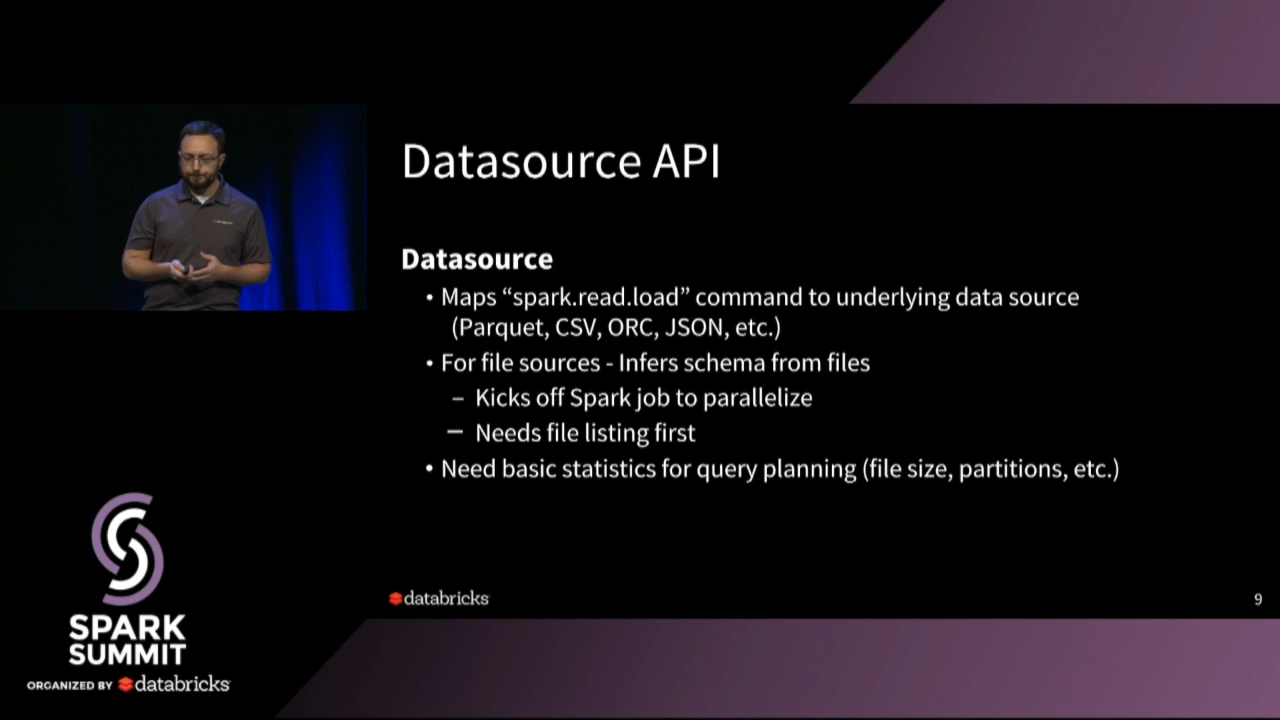 Datasource API
Datasource
• Maps “spark.read.load” command to underlying data source
(Parquet, CSV, ORC, JSON, etc.)
• For file sources - Infers schema from files
– Kicks off Spark job to parallelize
– Needs file listing first
• Need basic statistics for query planning (file size, partitions, etc.)
databricks
9
SPARK
SUMMIT
ORGANIZED BY databricks